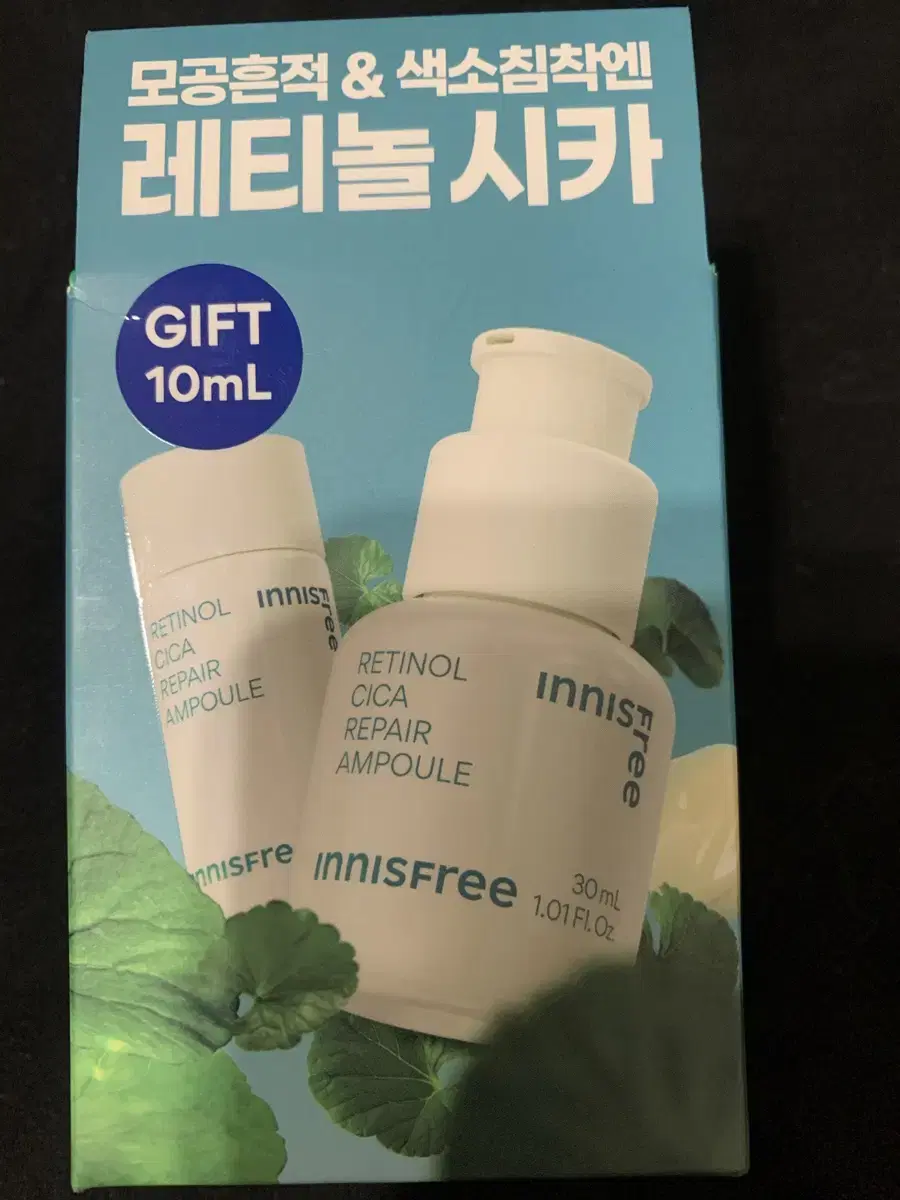 모공흔적 & 색소침착엔
레티놀 시카
GIFT
10mL
RETINOL
CICA
REPAIR
AMPOULE
innisfree
innisfre
RETINOL
CICA
REPAIR
AMPOULE
innisfree
innisfree
30 mL
1.01 Fl. Oz.